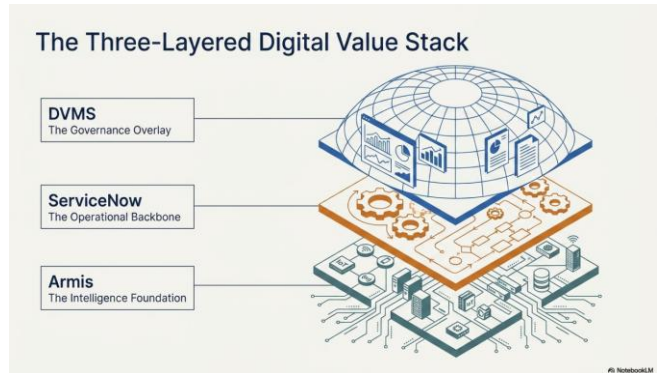 The Three-Layered Digital Value Stack
DVMS
The Governance Overlay
ServiceNow
The Operational Backbone
Armis
The Intelligence Foundation
IoT
NotebookLM